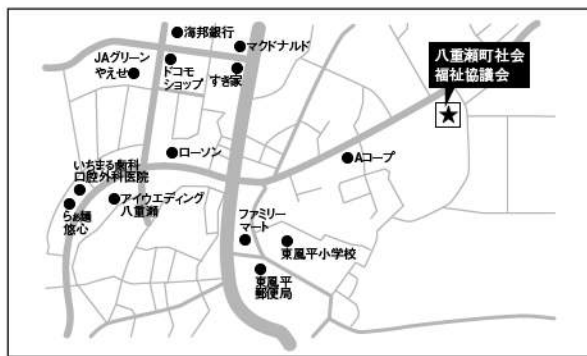 海邦銀行
マクドナルド
JAグリーン
やえせ
ドコモ
ショップ
すき家
八重瀬町社会
福祉協議会
ローソン
Aコープ
いちまる歯科
口腔外科医院
らぁ麺
悠心
アイウエディング
八重瀬
ファミリー
マート
東風平小学校
東風平
郵便局